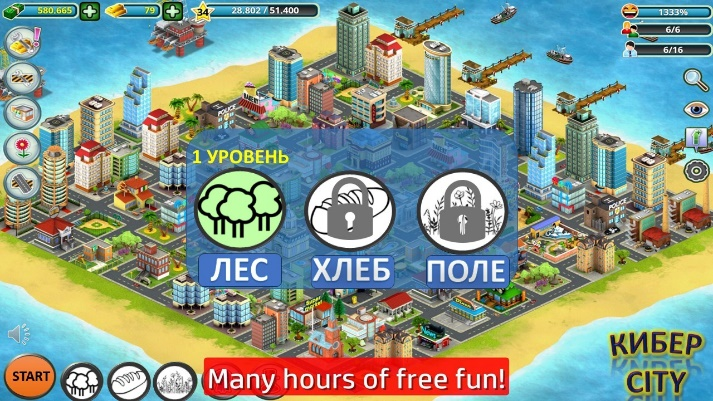 580.665
79
34
28.802 / 51.400
1333%
6/6
6/16
1 УРОВЕНЬ
ЛЕС
ХЛЕБ
ПОЛЕ
START
Many hours of free fun!
КИБЕР
CITY